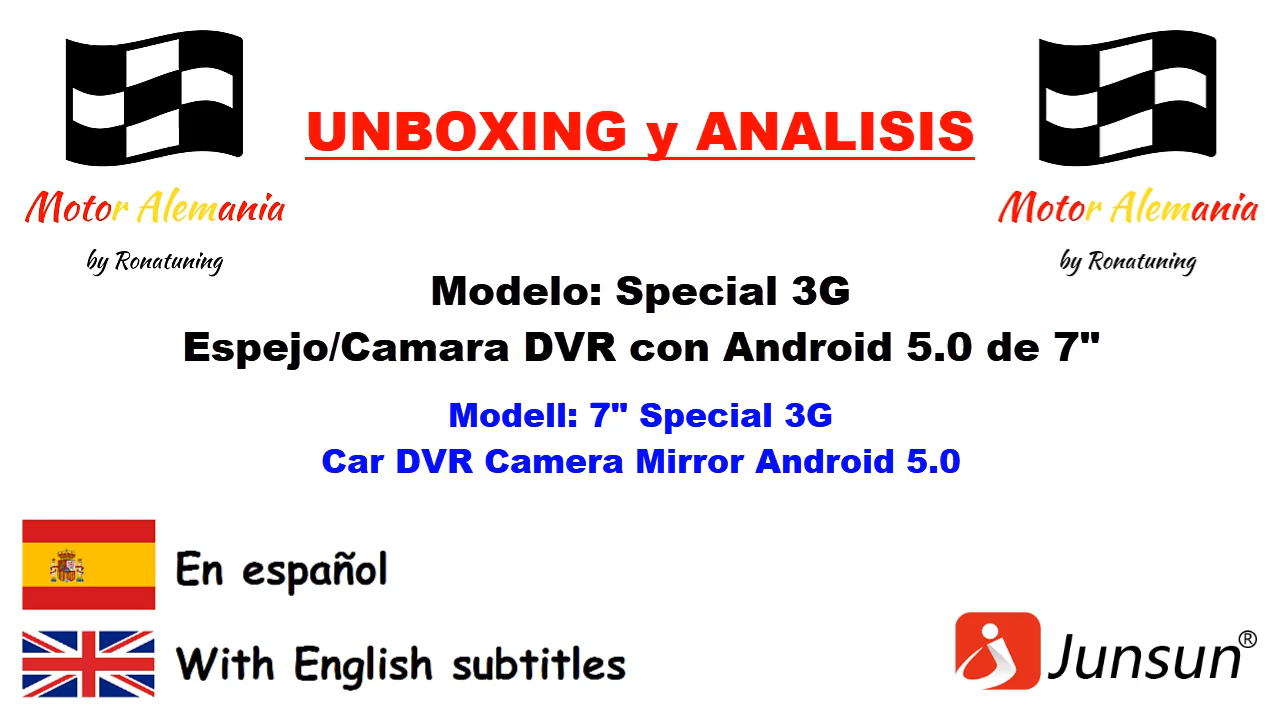 UNBOXING y ANALISIS
Motor Alemania
by Ronatuning
Motor Alemania
by Ronatuning
Modelo: Special 3G
Espejo/Camara DVR con Android 5.0 de 7"
Modell: 7" Special 3G
Car DVR Camera Mirror Android 5.0
En español
With English subtitles
Junsun®